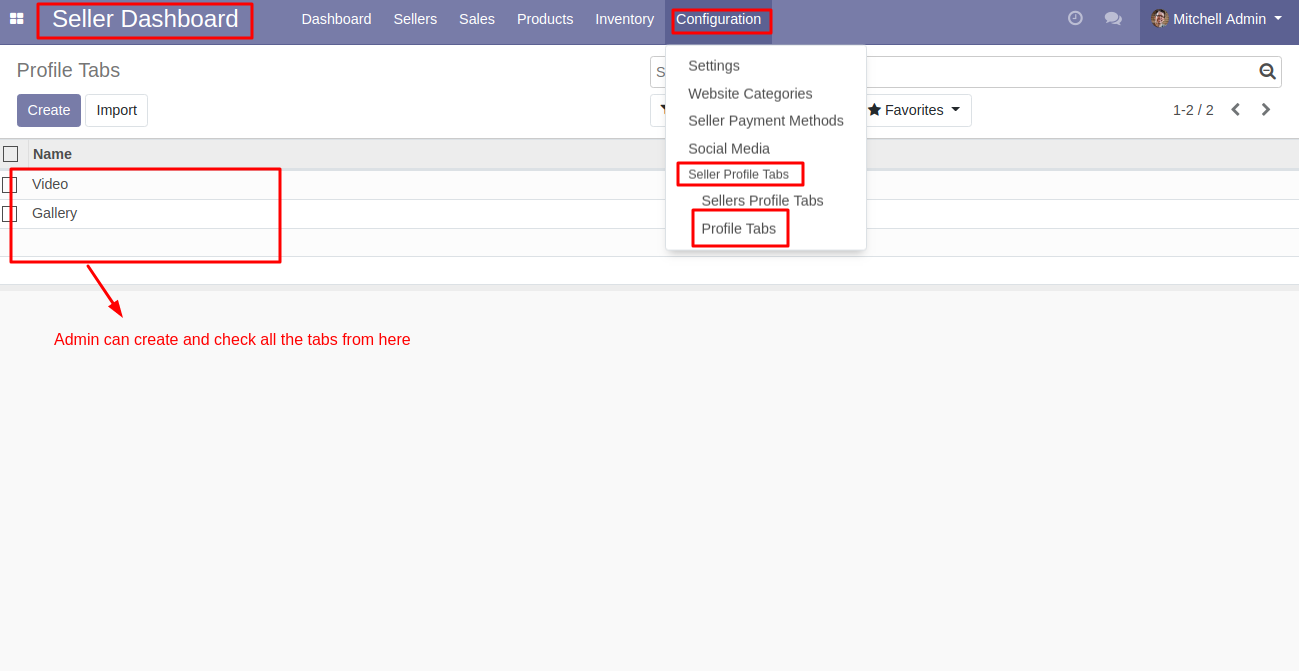 Seller Dashboard Dashboard Sellers Sales Products Inventory Configuration Mitchell Admin
Profile Tabs
S
Create Import
Favorites
1-2 / 2
Settings
Website Categories
Seller Payment Methods
Social Media
Seller Profile Tabs
Sellers Profile Tabs
Profile Tabs
Name
Video
Gallery
Admin can create and check all the tabs from here